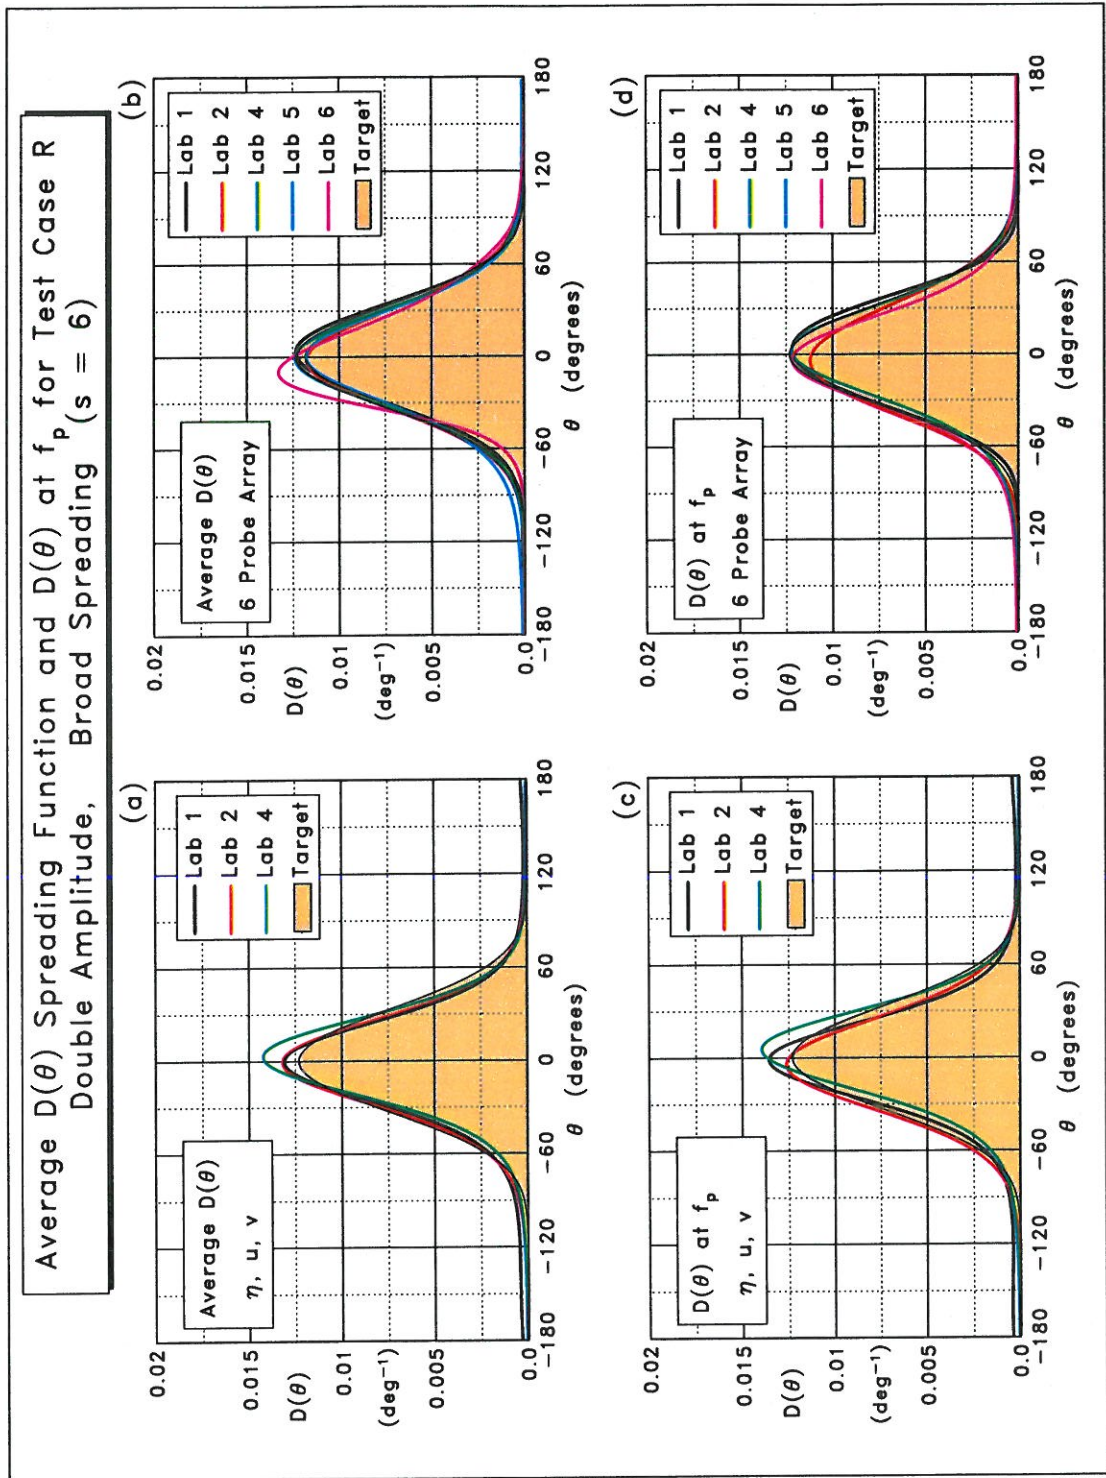 Average D(θ) Spreading Function and D(θ) at fp for Test Case R
Double Amplitude, Broad Spreading (s = 6)
(a)
0.02
0.015
D(θ)
0.01
(deg⁻¹)
0.005
0.0
Average D(θ)
η, u, v
Lab 1
Lab 2
Lab 4
Target
-180 -120 -60 0 60 120 180
θ (degrees)
(b)
0.02
0.015
D(θ)
0.01
(deg⁻¹)
0.005
0.0
Average D(θ)
6 Probe Array
Lab 1
Lab 2
Lab 4
Lab 5
Lab 6
Target
-180 -120 -60 0 60 120 180
θ (degrees)
(c)
0.02
0.015
D(θ)
0.01
(deg⁻¹)
0.005
0.0
D(θ) at fp
η, u, v
Lab 1
Lab 2
Lab 4
Target
-180 -120 -60 0 60 120 180
θ (degrees)
(d)
0.02
0.015
D(θ)
0.01
(deg⁻¹)
0.005
0.0
D(θ) at fp
6 Probe Array
Lab 1
Lab 2
Lab 4
Lab 5
Lab 6
Target
-180 -120 -60 0 60 120 180
θ (degrees)